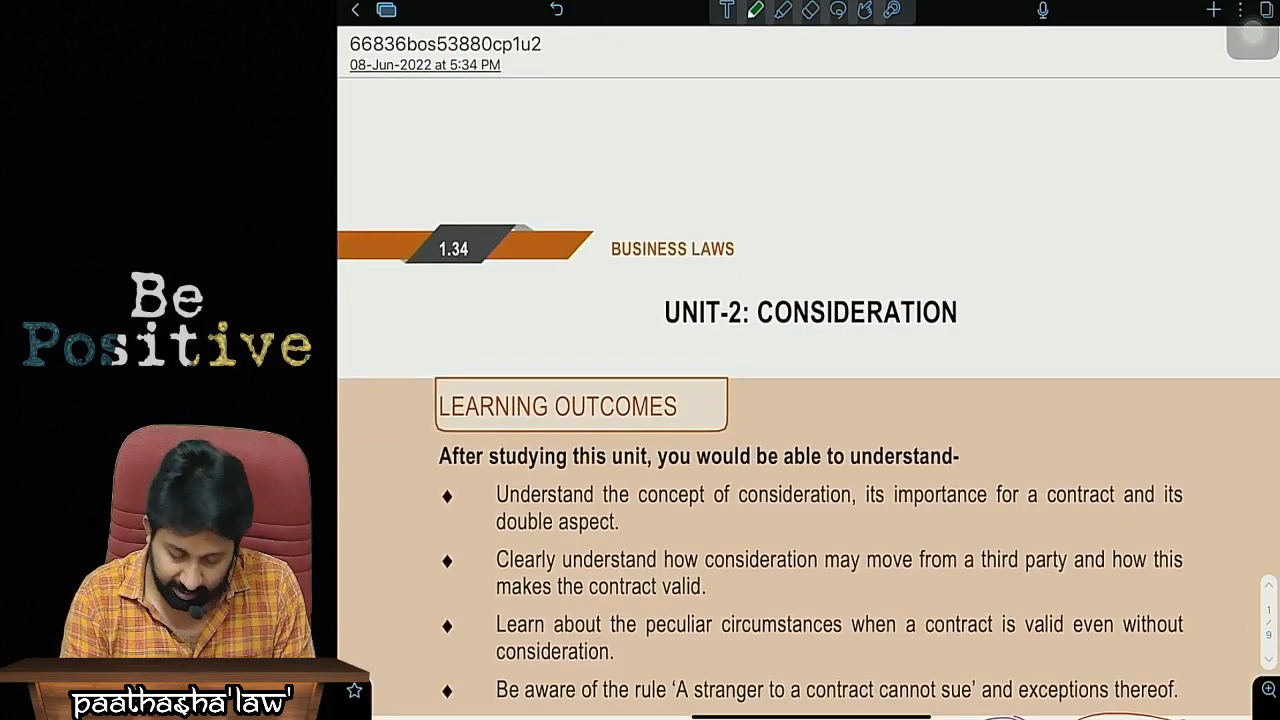 66836bos53880cp1u2
08-Jun-2022 at 5:34 PM
1.34
BUSINESS LAWS
UNIT-2: CONSIDERATION
LEARNING OUTCOMES
After studying this unit, you would be able to understand-
♦ Understand the concept of consideration, its importance for a contract and its
double aspect.
♦ Clearly understand how consideration may move from a third party and how this
makes the contract valid.
♦ Learn about the peculiar circumstances when a contract is valid even without
consideration.
♦ Be aware of the rule ‘A stranger to a contract cannot sue’ and exceptions thereof.
1
/
9
Be
Positive
paathasha'law'